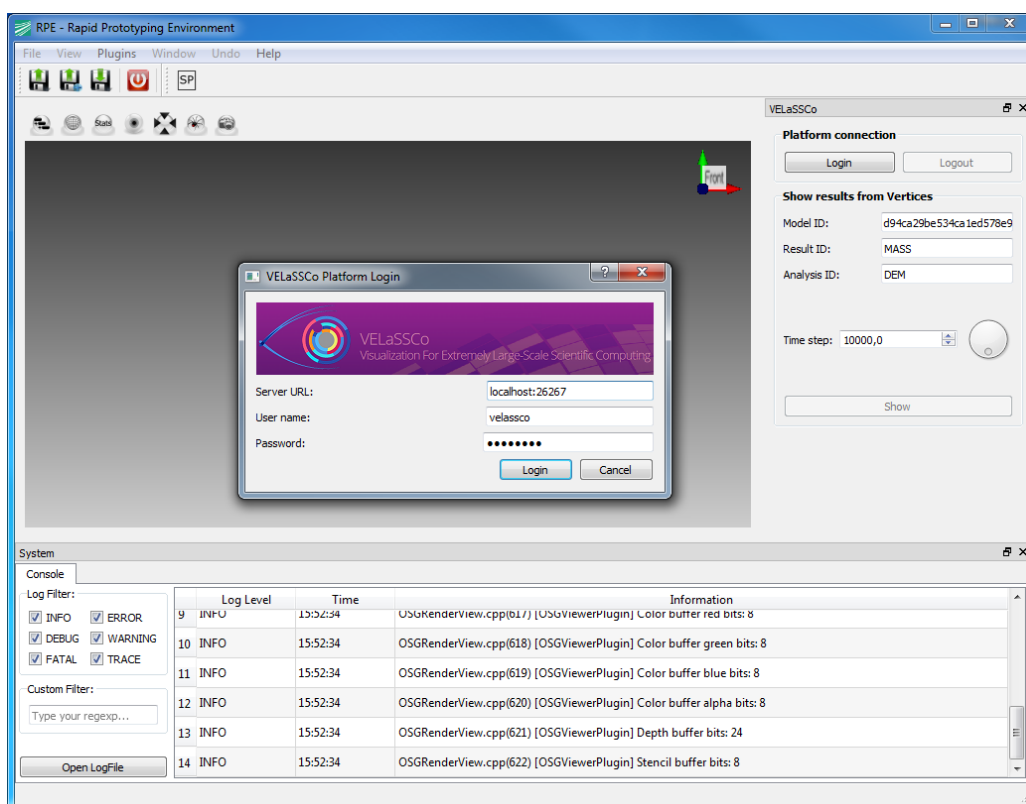 RPE - Rapid Prototyping Environment
File View Plugins Window Undo Help
SP
Stats
Front
VELaSSCo
Platform connection
Login Logout
Show results from Vertices
Model ID: d94ca29be534ca1ed578e9
Result ID: MASS
Analysis ID: DEM
Time step: 10000,0
Show
VELaSSCo Platform Login
VELaSSCo
Visualization For Extremely Large-Scale Scientific Computing
Server URL: localhost:26267
User name: velassco
Password: ●●●●●●●●
Login Cancel
System
Console
Log Filter:
INFO ERROR
DEBUG WARNING
FATAL TRACE
Custom Filter:
Type your regexp...
Open LogFile
Log Level Time Information
9 INFO 15:52:34 OSGRenderView.cpp(617) [OSGViewerPlugin] Color buffer red bits: 8
10 INFO 15:52:34 OSGRenderView.cpp(618) [OSGViewerPlugin] Color buffer green bits: 8
11 INFO 15:52:34 OSGRenderView.cpp(619) [OSGViewerPlugin] Color buffer blue bits: 8
12 INFO 15:52:34 OSGRenderView.cpp(620) [OSGViewerPlugin] Color buffer alpha bits: 8
13 INFO 15:52:34 OSGRenderView.cpp(621) [OSGViewerPlugin] Depth buffer bits: 24
14 INFO 15:52:34 OSGRenderView.cpp(622) [OSGViewerPlugin] Stencil buffer bits: 8